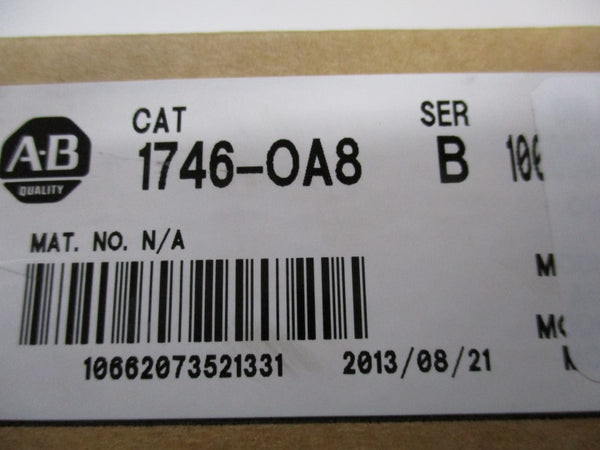 A-B
QUALITY
CAT SER
1746-OA8 B
MAT. NO. N/A
10662073521331 2013/08/21